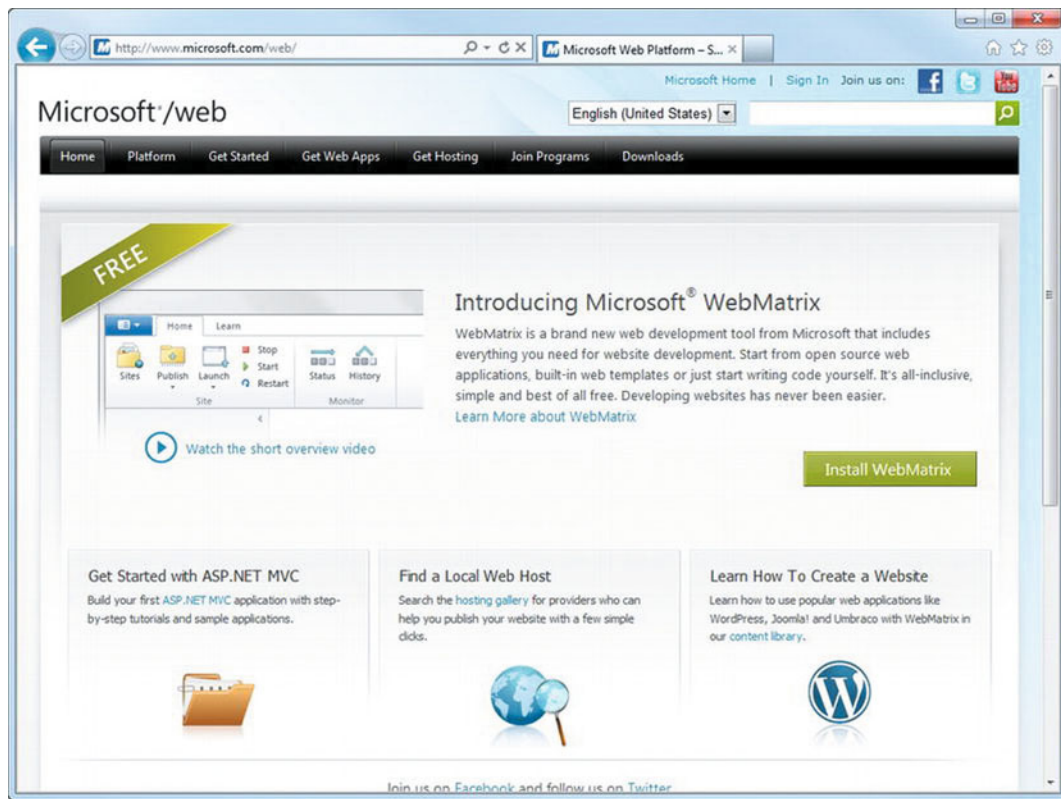 http://www.microsoft.com/web/
Microsoft Web Platform – S...
Microsoft Home | Sign In Join us on:
You Tube
Microsoft /web
English (United States)
Home Platform Get Started Get Web Apps Get Hosting Join Programs Downloads
FREE
Home Learn
Sites Publish Launch
Stop
Start
Restart
Status History
Site Monitor
Watch the short overview video
Introducing Microsoft® WebMatrix
WebMatrix is a brand new web development tool from Microsoft that includes
everything you need for website development. Start from open source web
applications, built-in web templates or just start writing code yourself. It's all-inclusive,
simple and best of all free. Developing websites has never been easier.
Learn More about WebMatrix
Install WebMatrix
Get Started with ASP.NET MVC
Build your first ASP.NET MVC application with step-
by-step tutorials and sample applications.
Find a Local Web Host
Search the hosting gallery for providers who can
help you publish your website with a few simple
clicks.
Learn How To Create a Website
Learn how to use popular web applications like
WordPress, Joomla! and Umbraco with WebMatrix in
our content library.
Join us on Facebook and follow us on Twitter